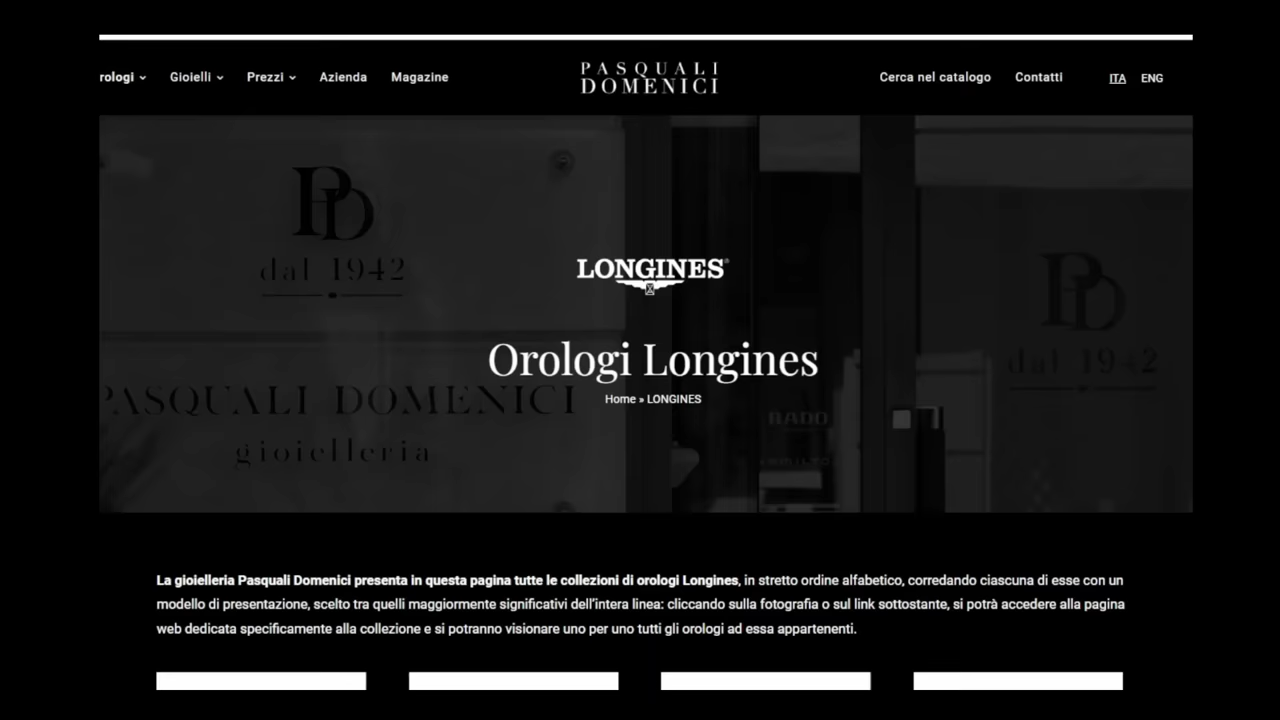 rologi Gioielli Prezzi Azienda Magazine PASQUALI DOMENICI Cerca nel catalogo Contatti ITA ENG
PD
dal 1942
PASQUALI DOMENICI
gioielleria
LONGINES
Orologi Longines
Home » LONGINES
RADO
PD
dal 1942
La gioielleria Pasquali Domenici presenta in questa pagina tutte le collezioni di orologi Longines, in stretto ordine alfabetico, corredando ciascuna di esse con un
modello di presentazione, scelto tra quelli maggiormente significativi dell'intera linea: cliccando sulla fotografia o sul link sottostante, si potrà accedere alla pagina
web dedicata specificamente alla collezione e si potranno visionare uno per uno tutti gli orologi ad essa appartenenti.